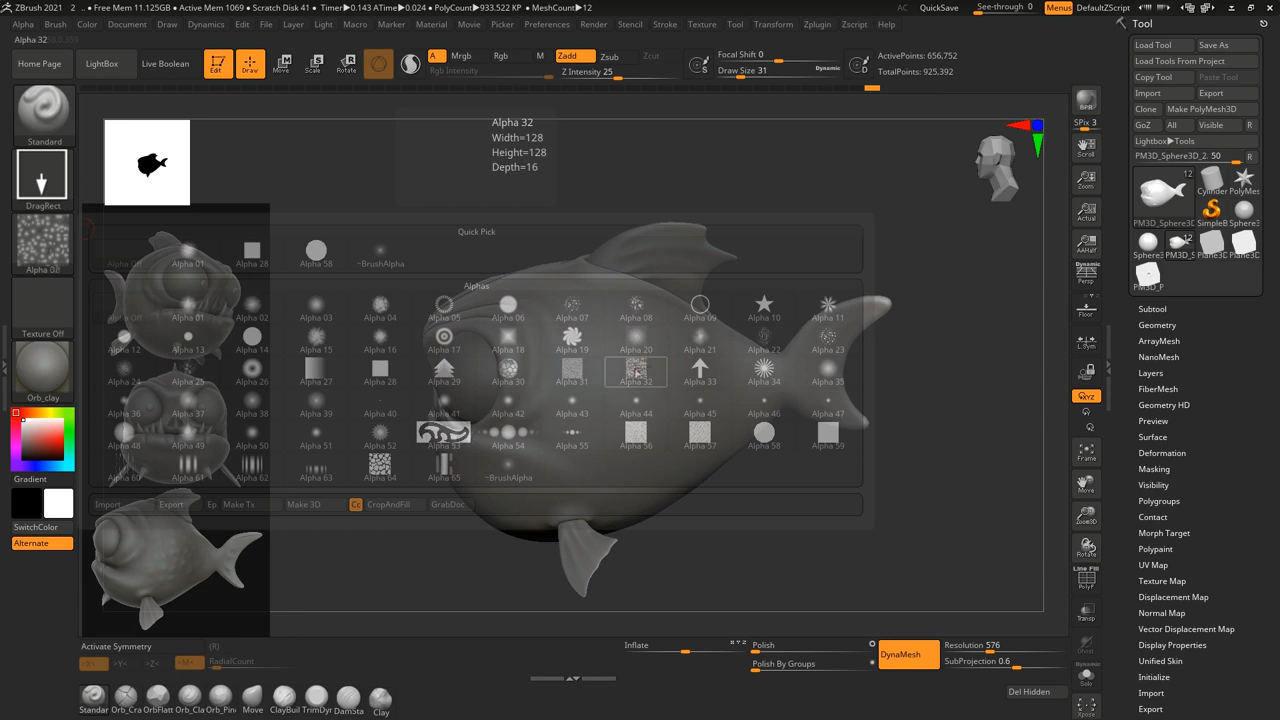 ZBrush 2021 2 .. • Free Mem 11.125GB • Active Mem 1069 • Scratch Disk 41 • Timer▶0.143 ATime▶0.024 • PolyCount▶933.522 KP • MeshCount▶12
AC QuickSave See-through 0 Menus DefaultZScript
Alpha Brush Color Document Draw Dynamics Edit File Layer Light Macro Marker Material Movie Picker Preferences Render Stencil Stroke Texture Tool Transform Zplugin Zscript Help
Alpha 32
Tool
Home Page LightBox Live Boolean Edit Draw Move Scale Rotate
A Mrgb Rgb M Zadd Zsub Zcut
Rgb Intensity Z Intensity 25
Focal Shift 0
Draw Size 31 Dynamic
S
D
ActivePoints: 656,752
TotalPoints: 925,392
Load Tool Save As
Load Tools From Project
Copy Tool Paste Tool
Import Export
Clone Make PolyMesh3D
GoZ All Visible R
Lightbox▶Tools
PM3D_Sphere3D_2. 50 R
12
PM3D_Sphere3D
Cylinder PolyMes
SimpleB Sphere3
12
Sphere: PM3D_S Plane3D Plane3D
PM3D_P
Subtool
Geometry
ArrayMesh
NanoMesh
Layers
FiberMesh
Geometry HD
Preview
Surface
Deformation
Masking
Visibility
Polygroups
Contact
Morph Target
Polypaint
UV Map
Texture Map
Displacement Map
Normal Map
Vector Displacement Map
Display Properties
Unified Skin
Initialize
Import
Export
Standard
DragRect
Alpha Off
Texture Off
Orb_clay
Gradient
SwitchColor
Alternate
Alpha 32
Width=128
Height=128
Depth=16
Quick Pick
Alpha Off Alpha 01 Alpha 28 Alpha 58 ~BrushAlpha
Alphas
Alpha Off Alpha 01 Alpha 02 Alpha 03 Alpha 04 Alpha 05 Alpha 06 Alpha 07 Alpha 08 Alpha 09 Alpha 10 Alpha 11
Alpha 12 Alpha 13 Alpha 14 Alpha 15 Alpha 16 Alpha 17 Alpha 18 Alpha 19 Alpha 20 Alpha 21 Alpha 22 Alpha 23
Alpha 24 Alpha 25 Alpha 26 Alpha 27 Alpha 28 Alpha 29 Alpha 30 Alpha 31 Alpha 32 Alpha 33 Alpha 34 Alpha 35
Alpha 36 Alpha 37 Alpha 38 Alpha 39 Alpha 40 Alpha 41 Alpha 42 Alpha 43 Alpha 44 Alpha 45 Alpha 46 Alpha 47
Alpha 48 Alpha 49 Alpha 50 Alpha 51 Alpha 52 Alpha 53 Alpha 54 Alpha 55 Alpha 56 Alpha 57 Alpha 58 Alpha 59
Alpha 60 Alpha 61 Alpha 62 Alpha 63 Alpha 64 Alpha 65 ~BrushAlpha
Import Export Ep Make Tx Make 3D Cc CropAndFill GrabDoc
BPR
SPix 3
Scroll
Zoom
Actual
AAHalf
Dynamic
Persp
Floor
L.Sym
XYZ
Frame
Move
Zoom3D
Rotate
Line Fill
PolyF
Transp
Ghost
Dynamic
Solo
Xpose
Activate Symmetry (R)
>X< >Y< >Z< >M< RadialCount
Inflate
Polish
Polish By Groups
DynaMesh
Resolution 576
SubProjection 0.6
Del Hidden
Standar Orb_Cra OrbFlatt Orb_Cla Orb_Pin Move ClayBuil TrimDyr DamSta Clay